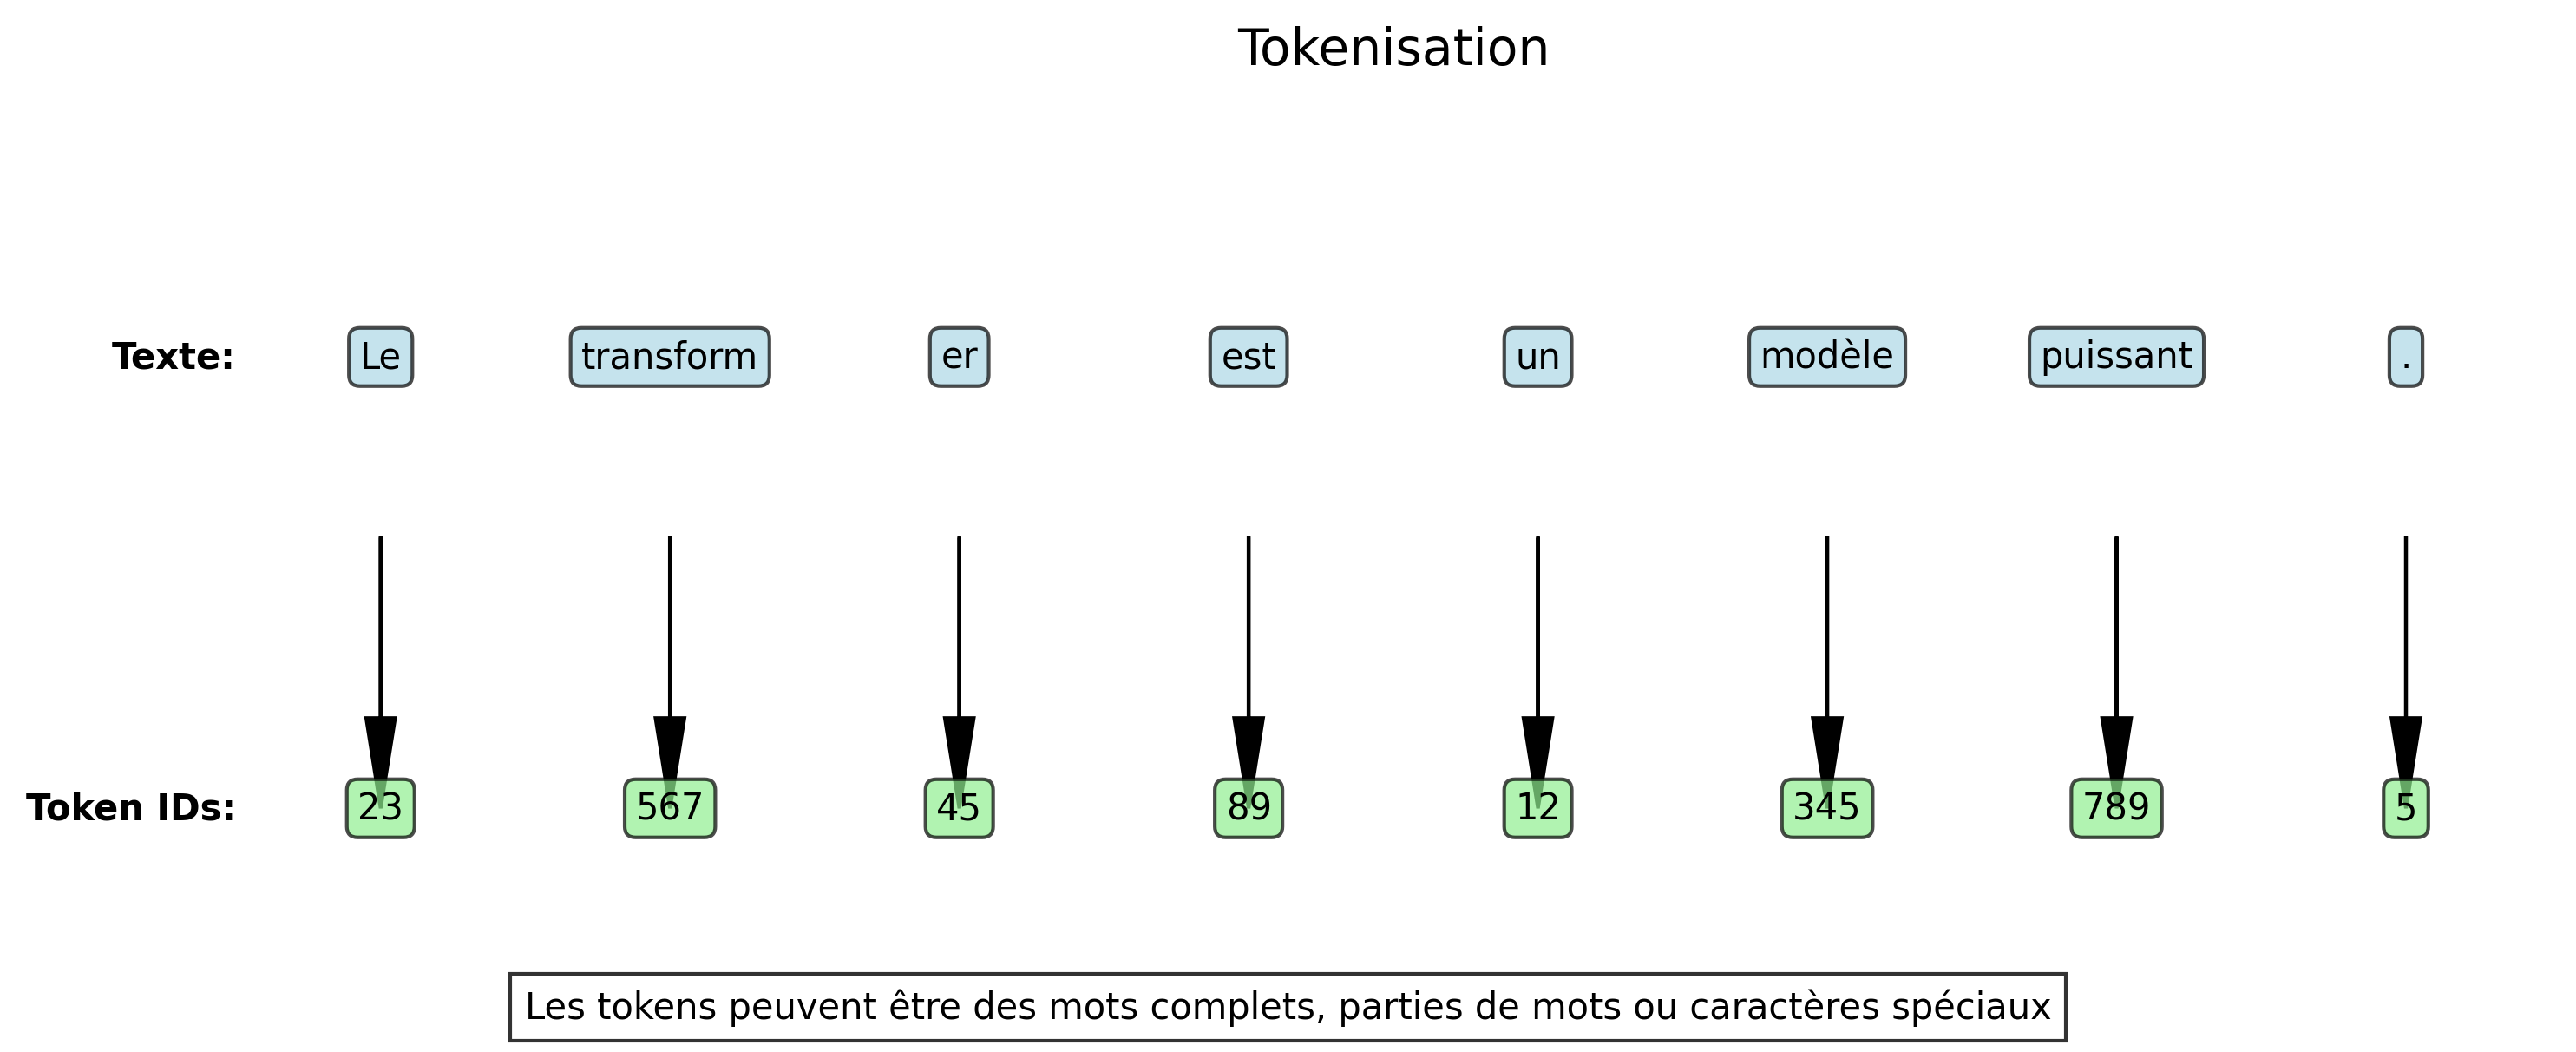 Tokenisation
Texte: Le transform er est un modèle puissant .
Token IDs: 23 567 45 89 12 345 789 5
Les tokens peuvent être des mots complets, parties de mots ou caractères spéciaux